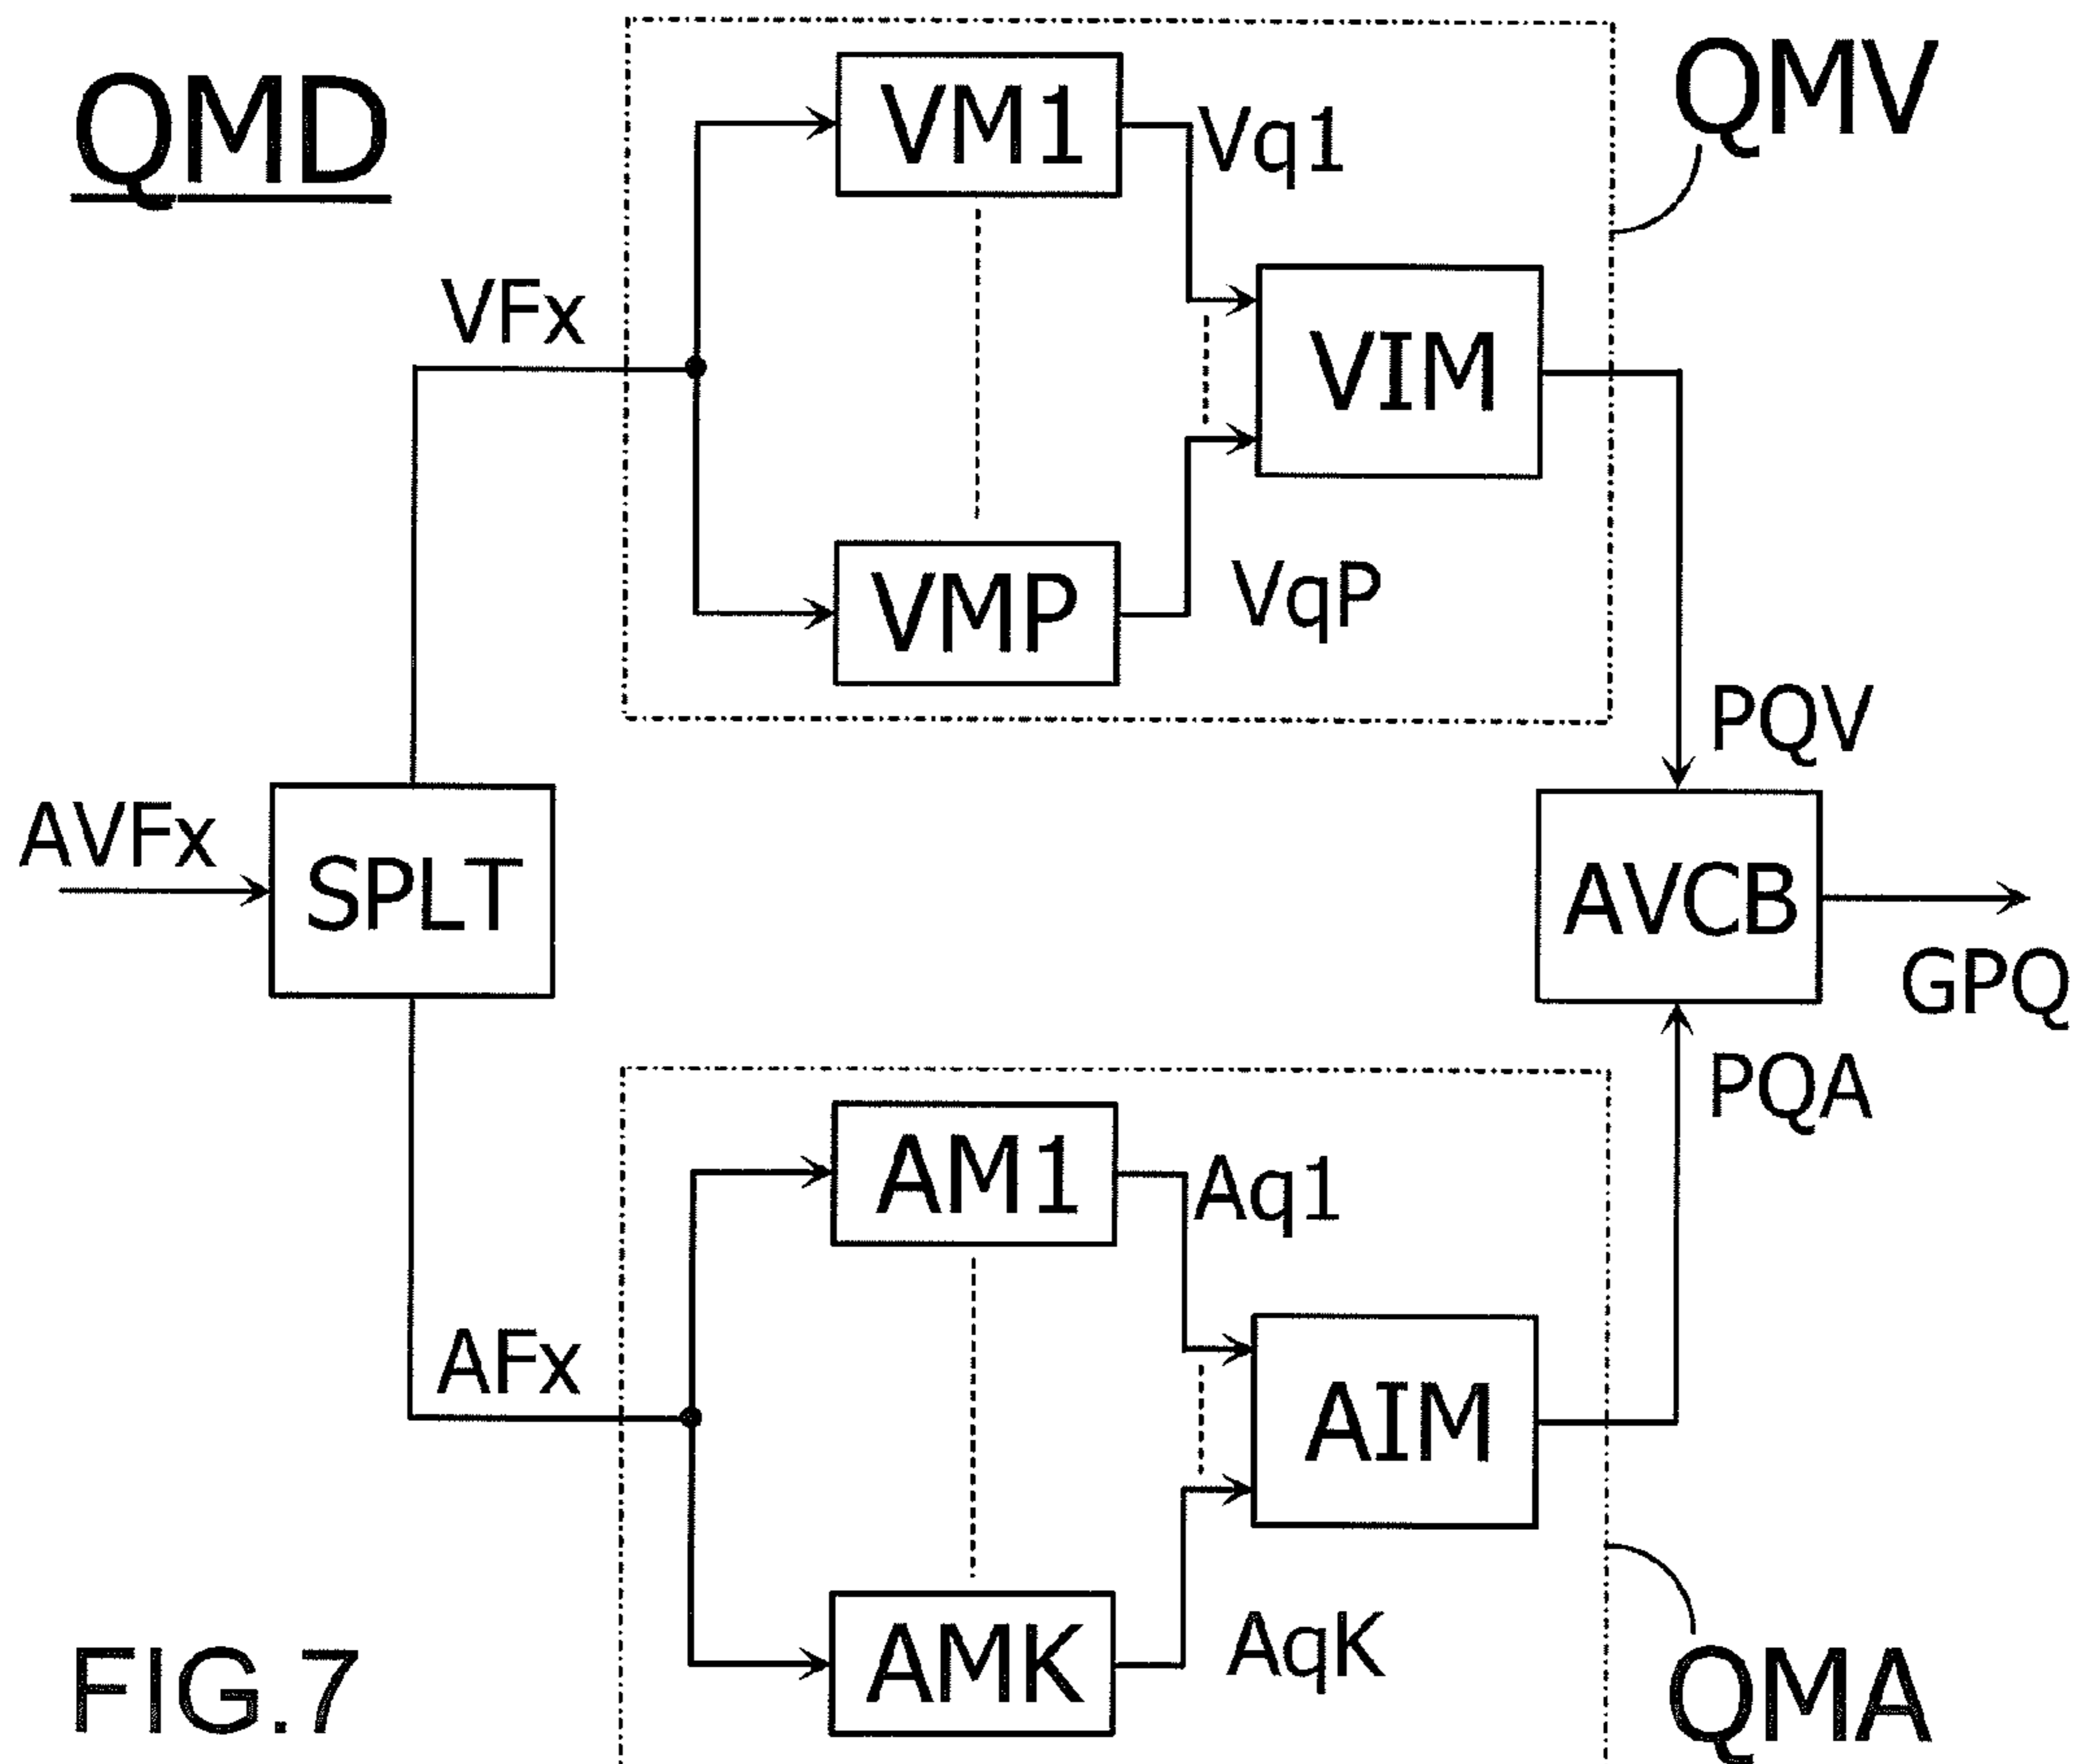 QMD
QMV
VM1
Vq1
VFx
VIM
VMP
VqP
PQV
AVFx
SPLT
AVCB
GPQ
PQA
AM1
Aq1
AFx
AIM
AMK
AqK
QMA
FIG.7